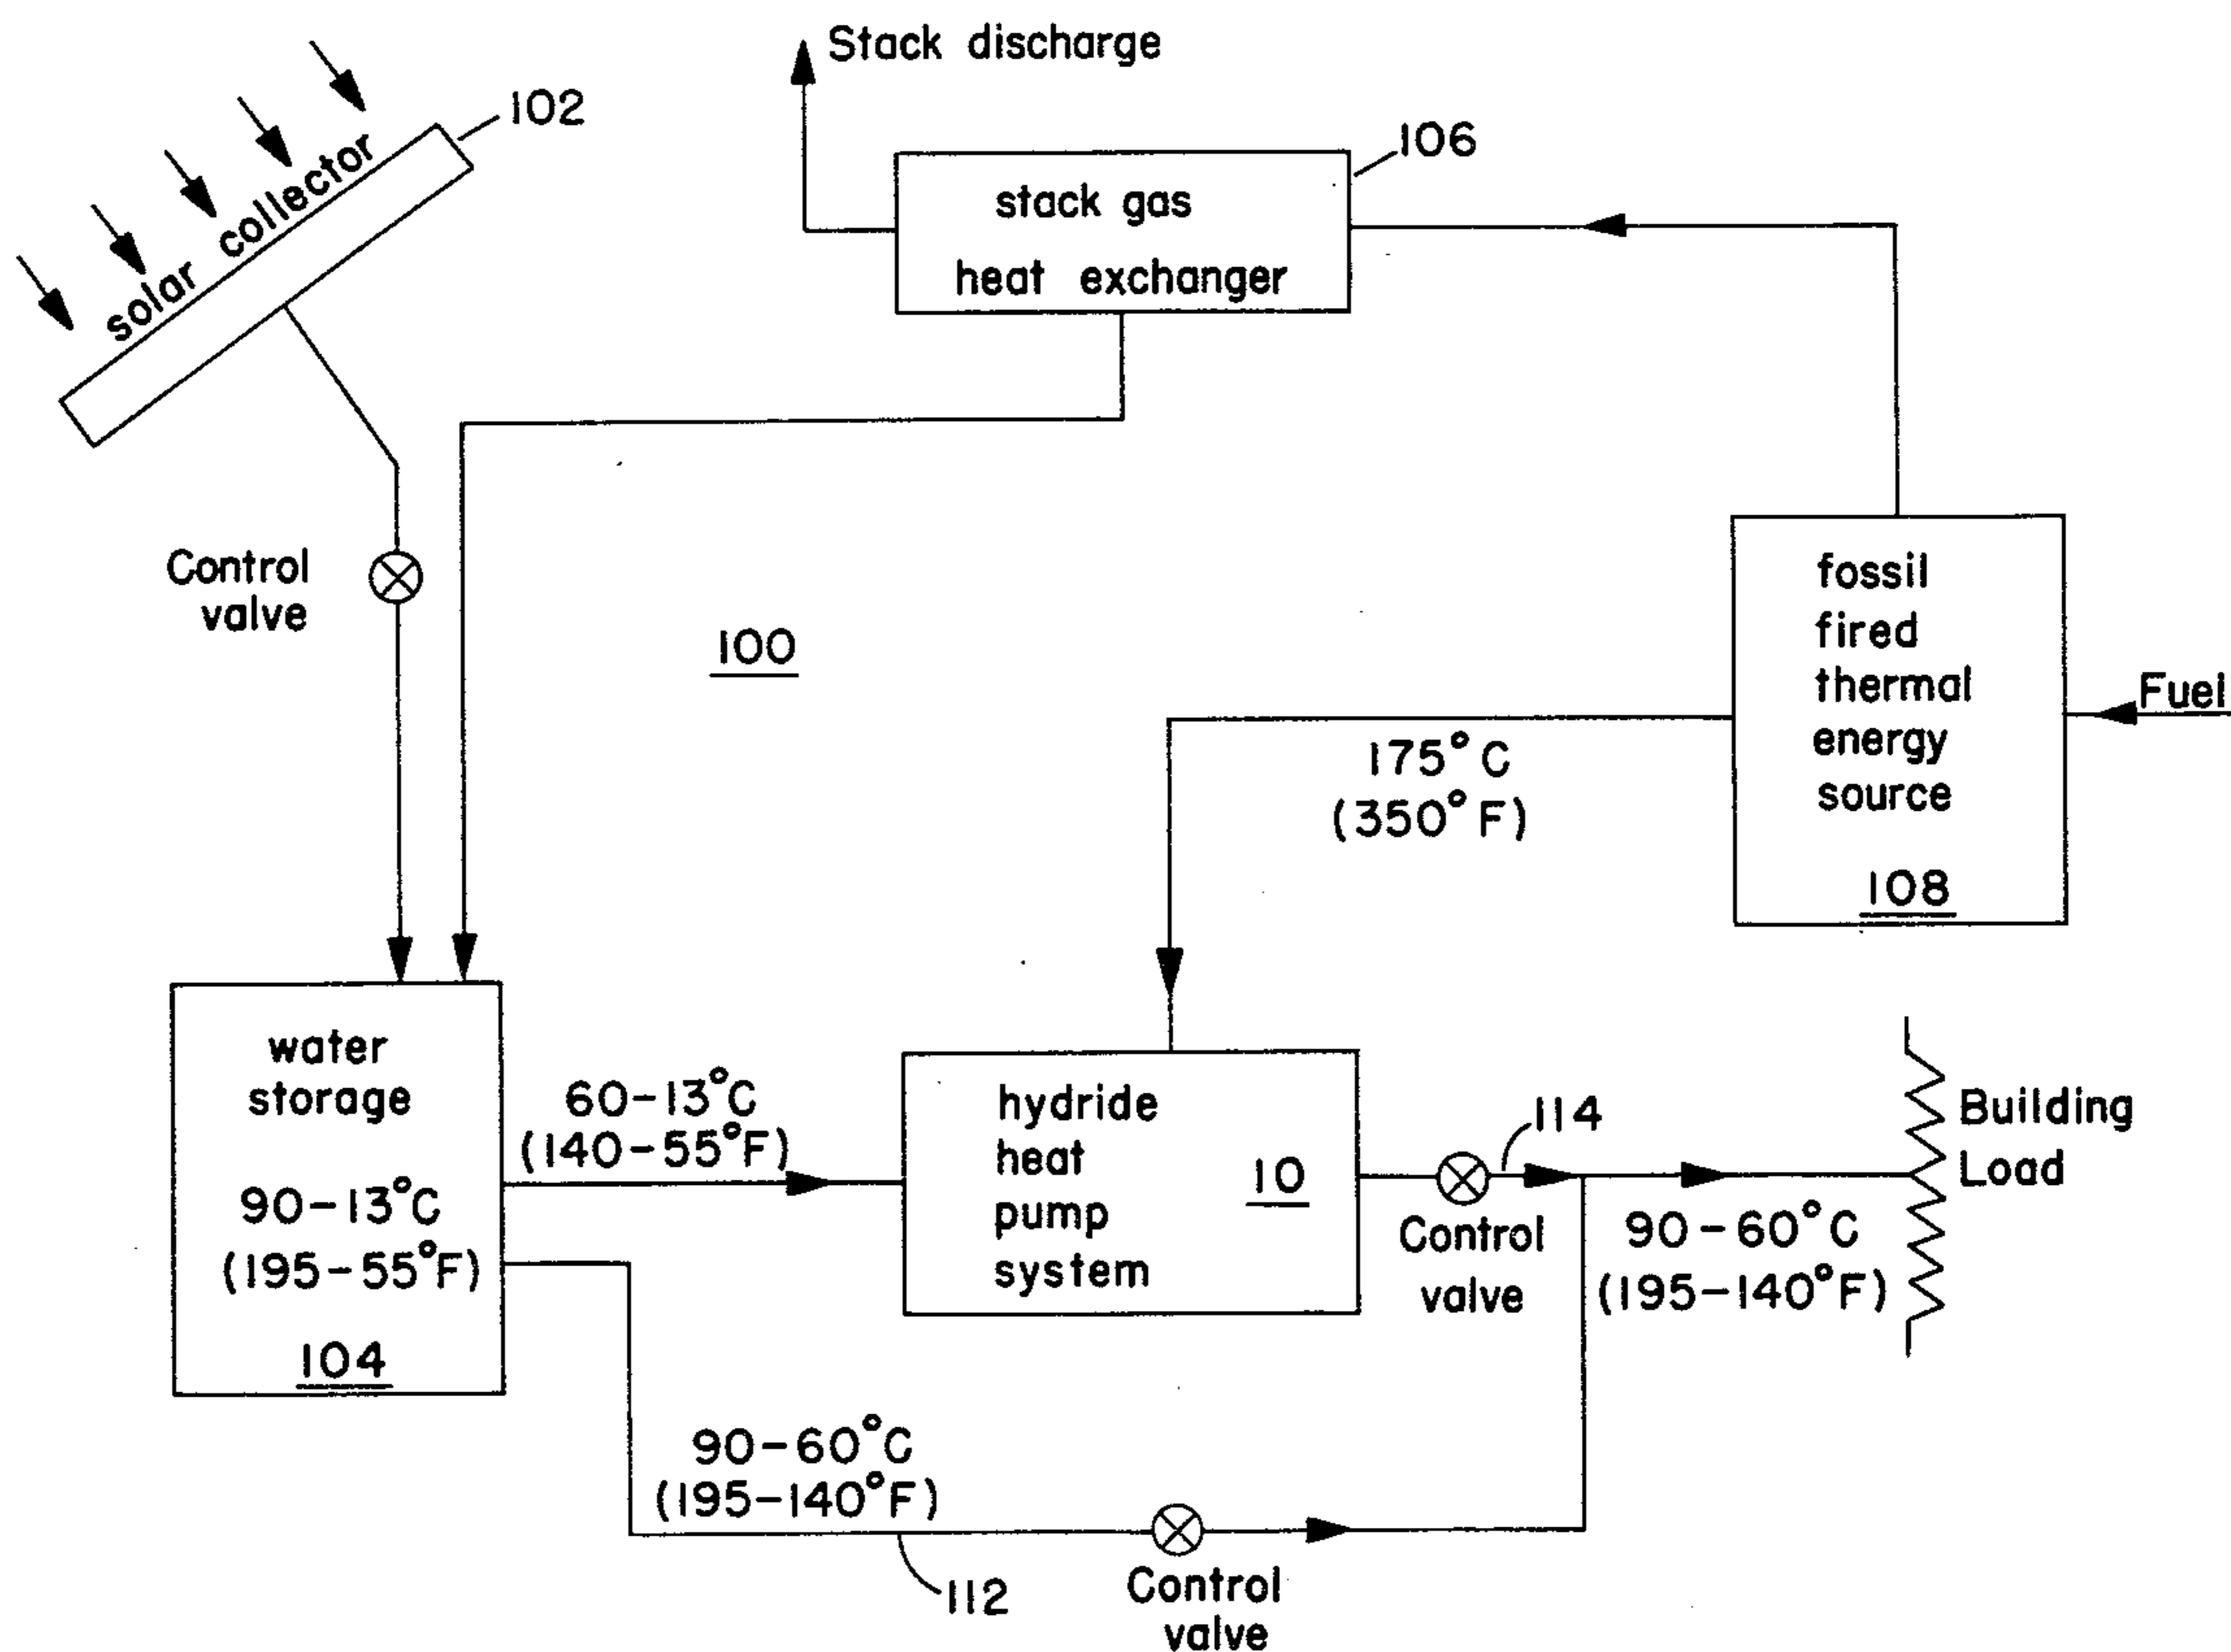 Stack discharge
102
solar collector
106
stack gas
heat exchanger
Control
valve
100
fossil
fired
thermal
energy
source
108
Fuel
175°C
(350°F)
water
storage
90-13°C
(195-55°F)
104
60-13°C
(140-55°F)
hydride
heat
pump
system
10
114
Control
valve
Building
Load
90-60°C
(195-140°F)
90-60°C
(195-140°F)
112
Control
valve